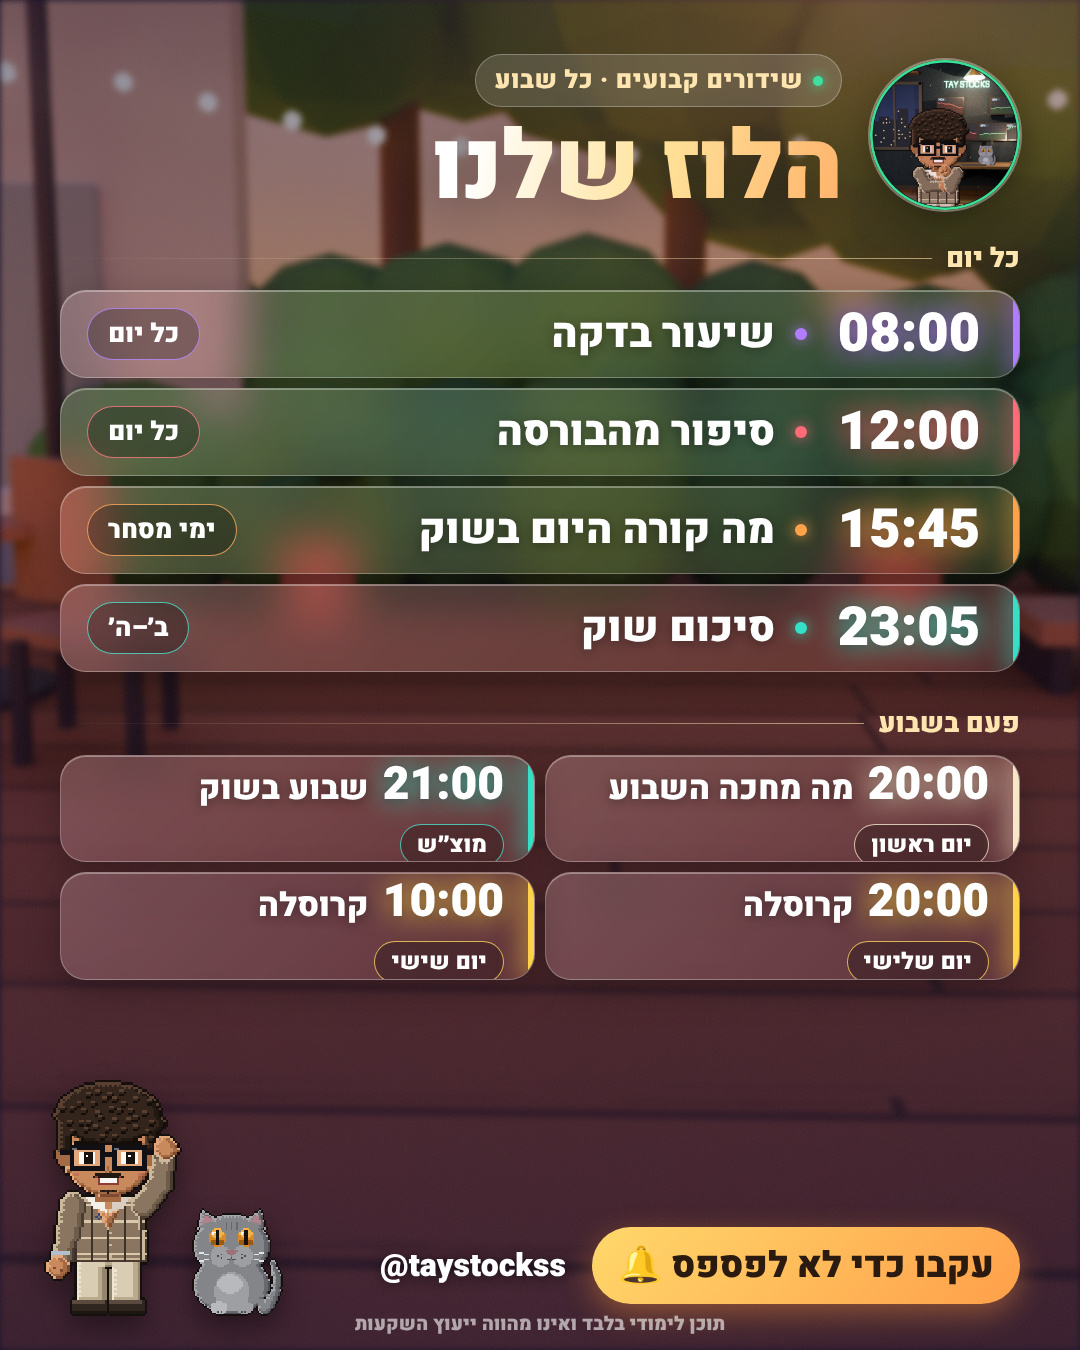 שידורים קבועים · כל שבוע
TAY STOCKS
הלוז שלנו
כל יום
08:00 • שיעור בדקה כל יום
12:00 • סיפור מהבורסה כל יום
15:45 • מה קורה היום בשוק ימי מסחר
23:05 • סיכום שוק ב׳–ה׳
פעם בשבוע
20:00 מה מחכה השבוע
יום ראשון
21:00 שבוע בשוק
מוצ״ש
20:00 קרוסלה
יום שלישי
10:00 קרוסלה
יום שישי
עקבו כדי לא לפספס 🔔
@taystockss
תוכן לימודי בלבד ואינו מהווה ייעוץ השקעות